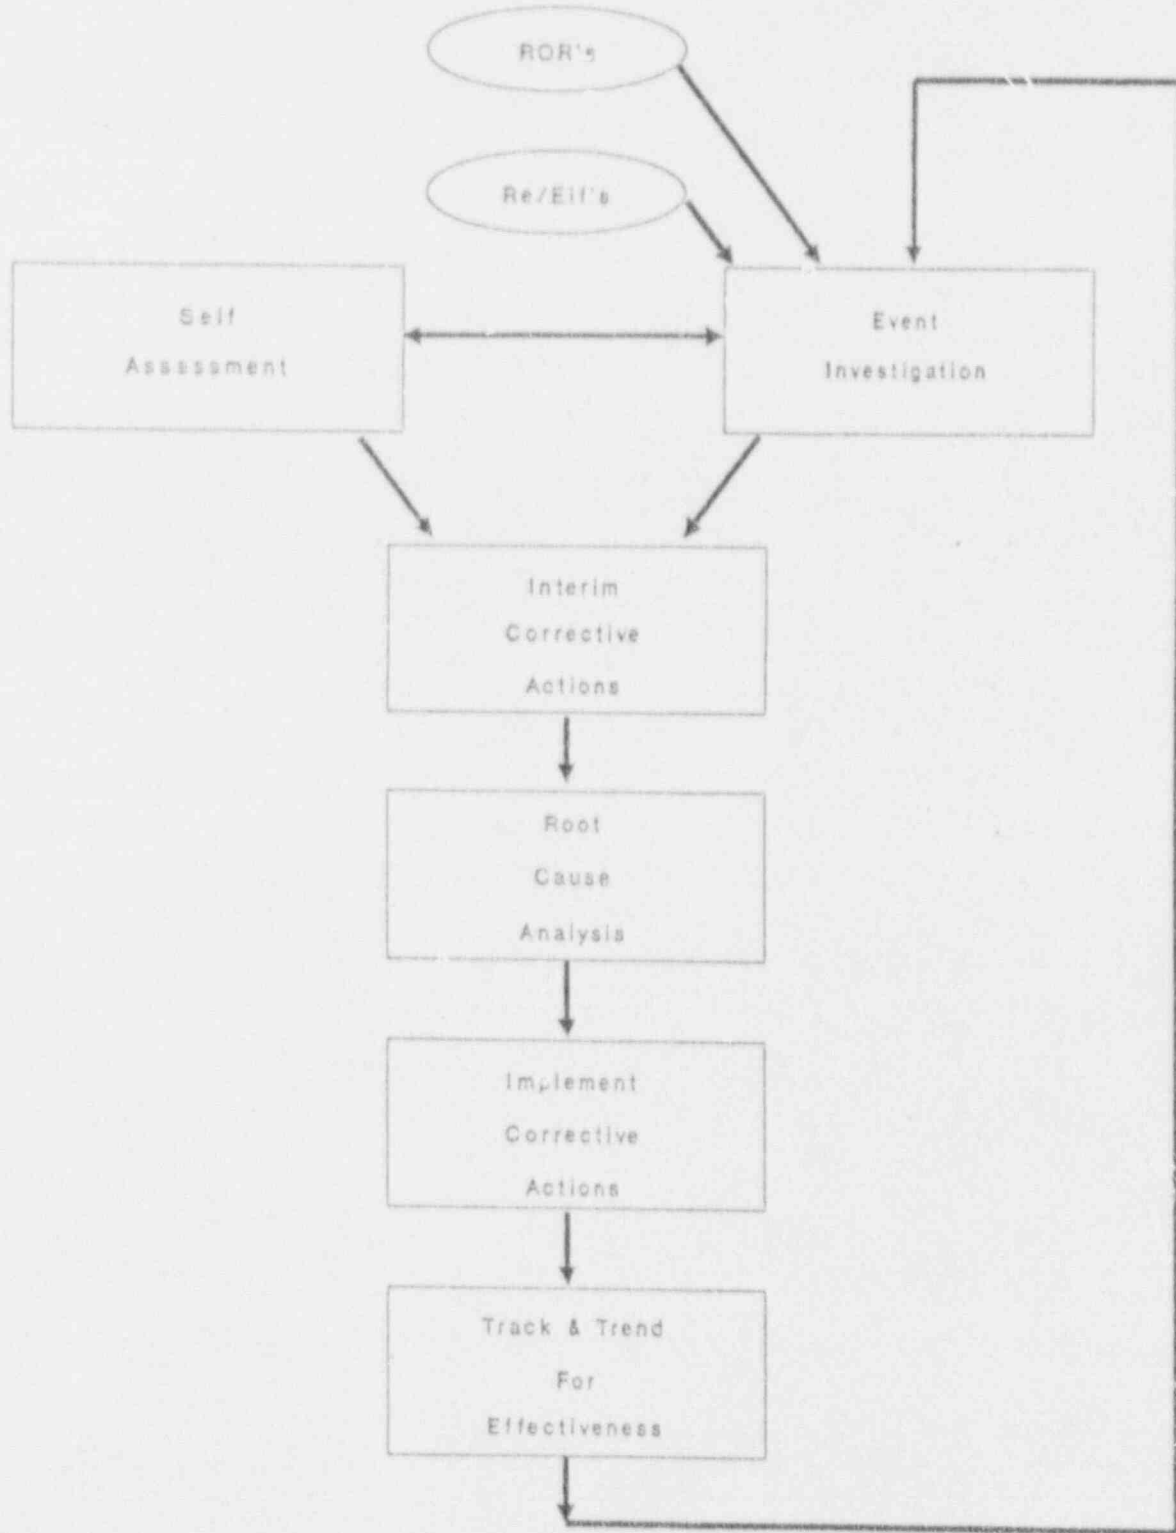 ROR's
Re/Eif's
Self
Assessment
Event
Investigation
Interim
Corrective
Actions
Root
Cause
Analysis
Implement
Corrective
Actions
Track & Trend
For
Effectiveness